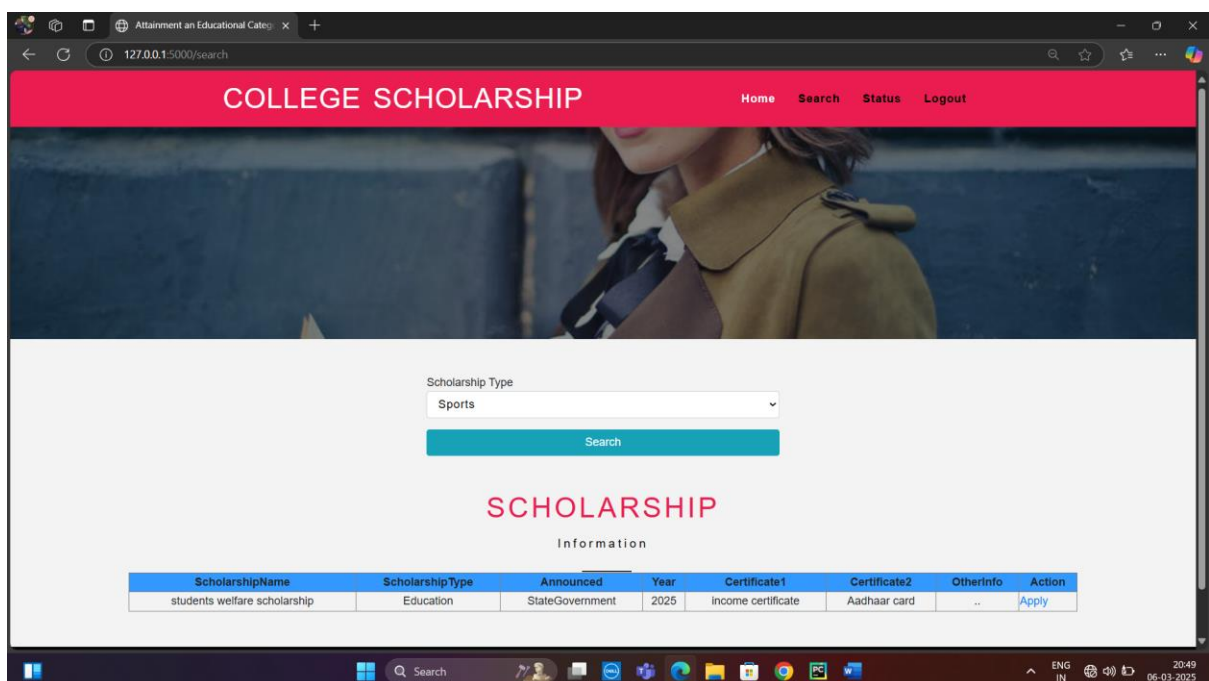 Attainment an Educational Categ
127.0.0.1:5000/search
COLLEGE SCHOLARSHIP
Home Search Status Logout
Scholarship Type
Sports
Search
SCHOLARSHIP
Information
ScholarshipName ScholarshipType Announced Year Certificate1 Certificate2 OtherInfo Action
students welfare scholarship Education StateGovernment 2025 income certificate Aadhaar card .. Apply
Search ENG 20:49
IN 06-03-2025